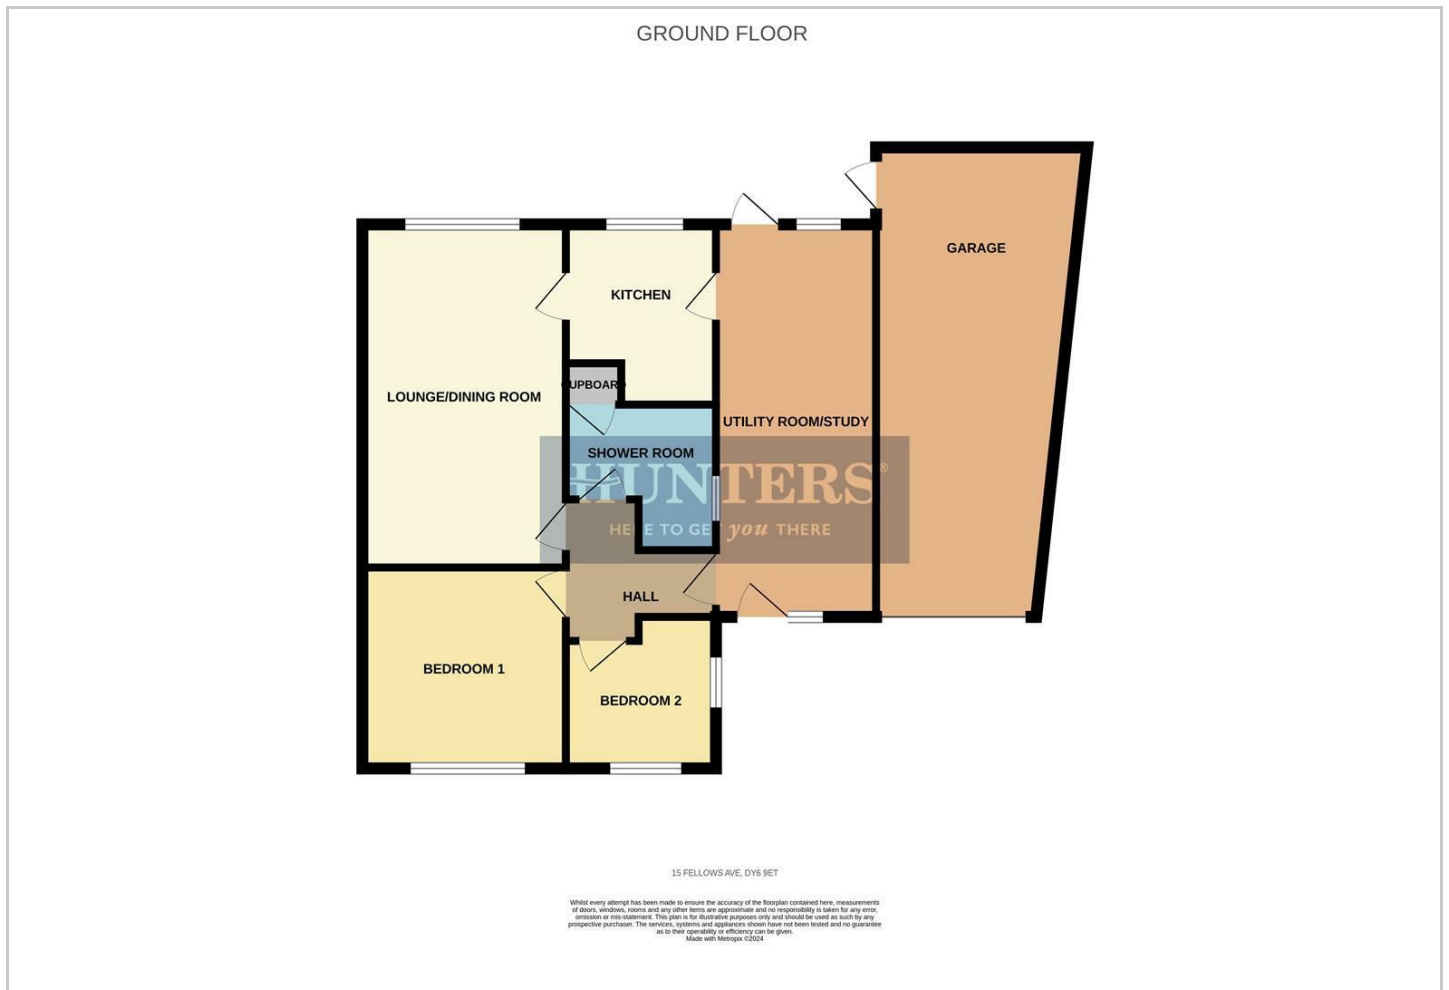 GROUND FLOOR
GARAGE
KITCHEN
CUPBOARD
LOUNGE/DINING ROOM
UTILITY ROOM/STUDY
SHOWER ROOM
HUNTERS®
HERE TO GET you THERE
HALL
BEDROOM 1
BEDROOM 2
15 FELLOWS AVE, DY6 9ET
Whilst every attempt has been made to ensure the accuracy of the floorplan contained here, measurements
of doors, windows, rooms and any other items are approximate and no responsibility is taken for any error,
omission or mis-statement. This plan is for illustrative purposes only and should be used as such by any
prospective purchaser. The services, systems and appliances shown have not been tested and no guarantee
as to their operability or efficiency can be given.
Made with Metropix ©2024